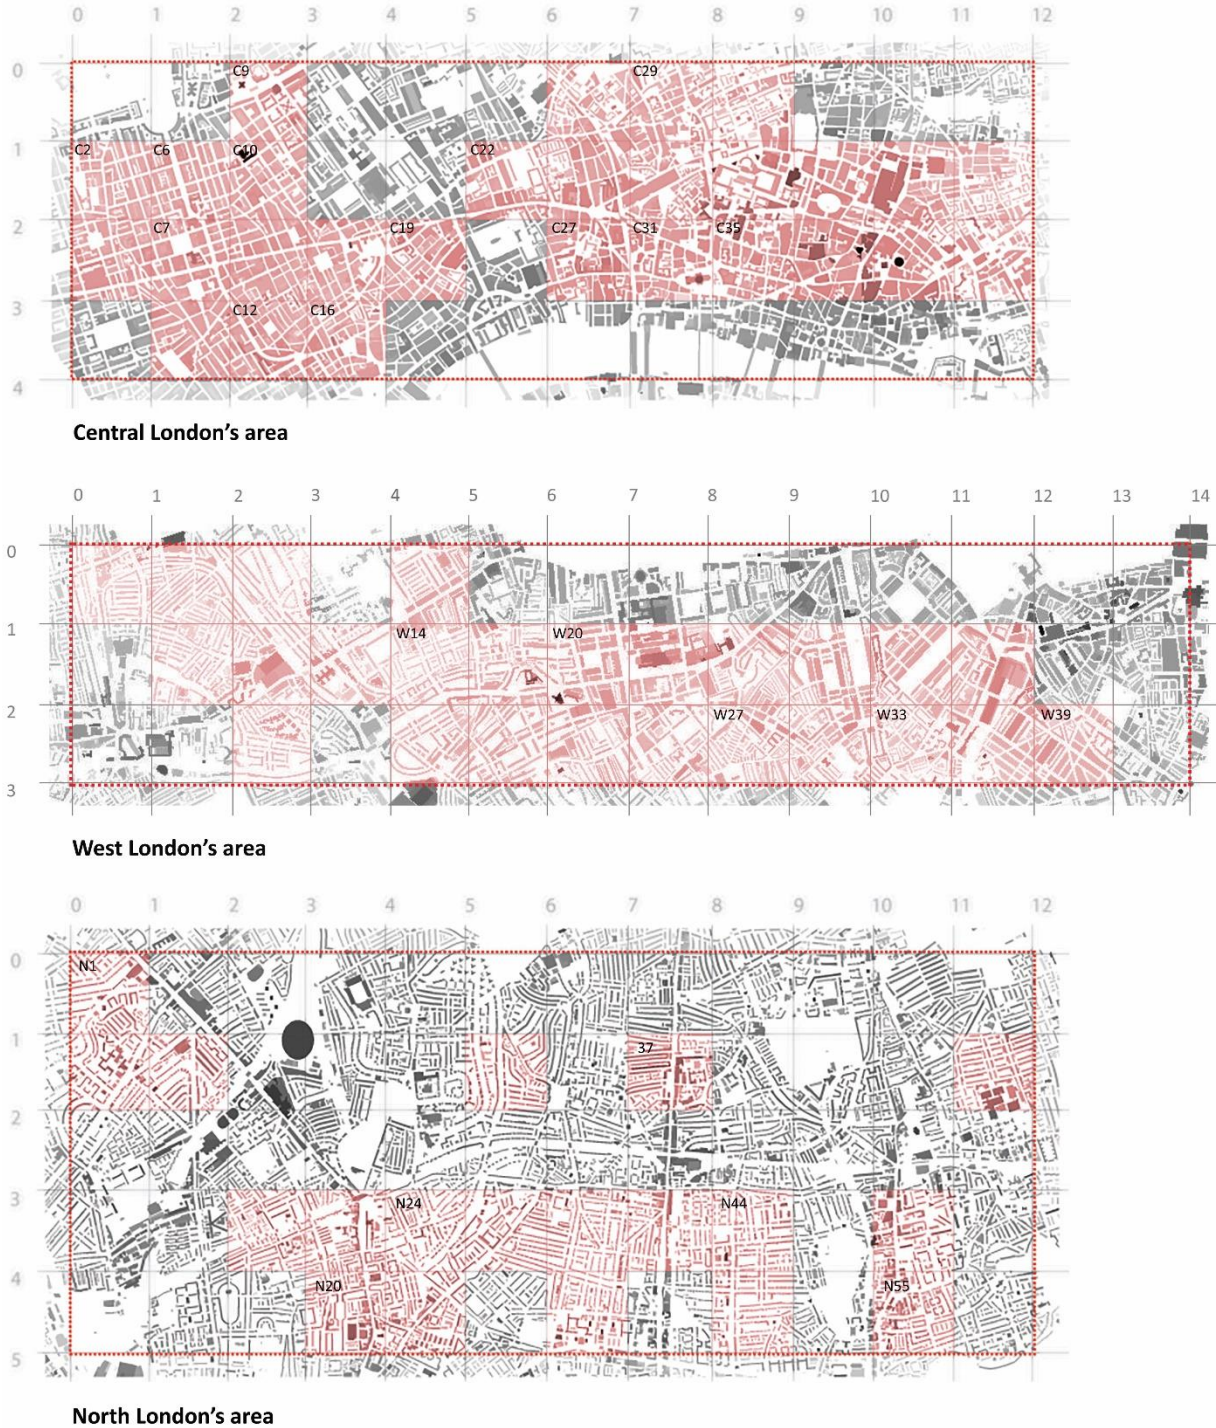 0 1 2 3 4 5 6 7 8 9 10 11 12
0 C9 C29
1 C2 C6 C10 C22
2 C7 C19 C27 C31 C35
3 C12 C16
4
Central London's area
0 1 2 3 4 5 6 7 8 9 10 11 12 13 14
0
1 W14 W20
2 W27 W33 W39
3
West London's area
0 1 2 3 4 5 6 7 8 9 10 11 12
0 N1
1 37
2
3 N24 N44
4 N20 N55
5
North London's area